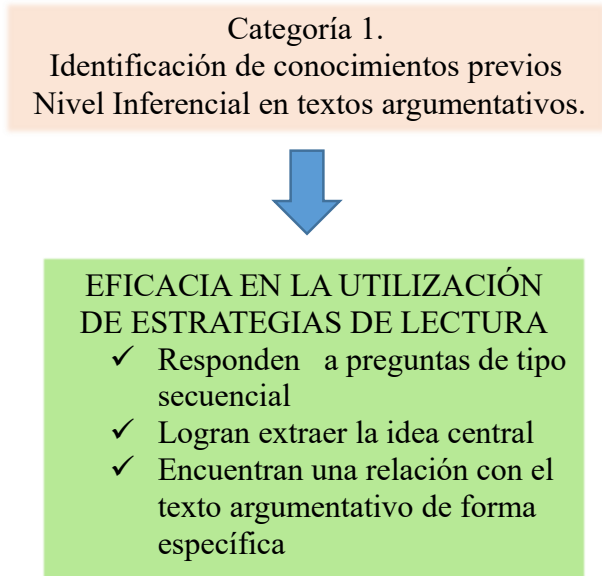 Categoría 1.
Identificación de conocimientos previos
Nivel Inferencial en textos argumentativos.
EFICACIA EN LA UTILIZACIÓN
DE ESTRATEGIAS DE LECTURA
✓ Responden a preguntas de tipo
secuencial
✓ Logran extraer la idea central
✓ Encuentran una relación con el
texto argumentativo de forma
específica